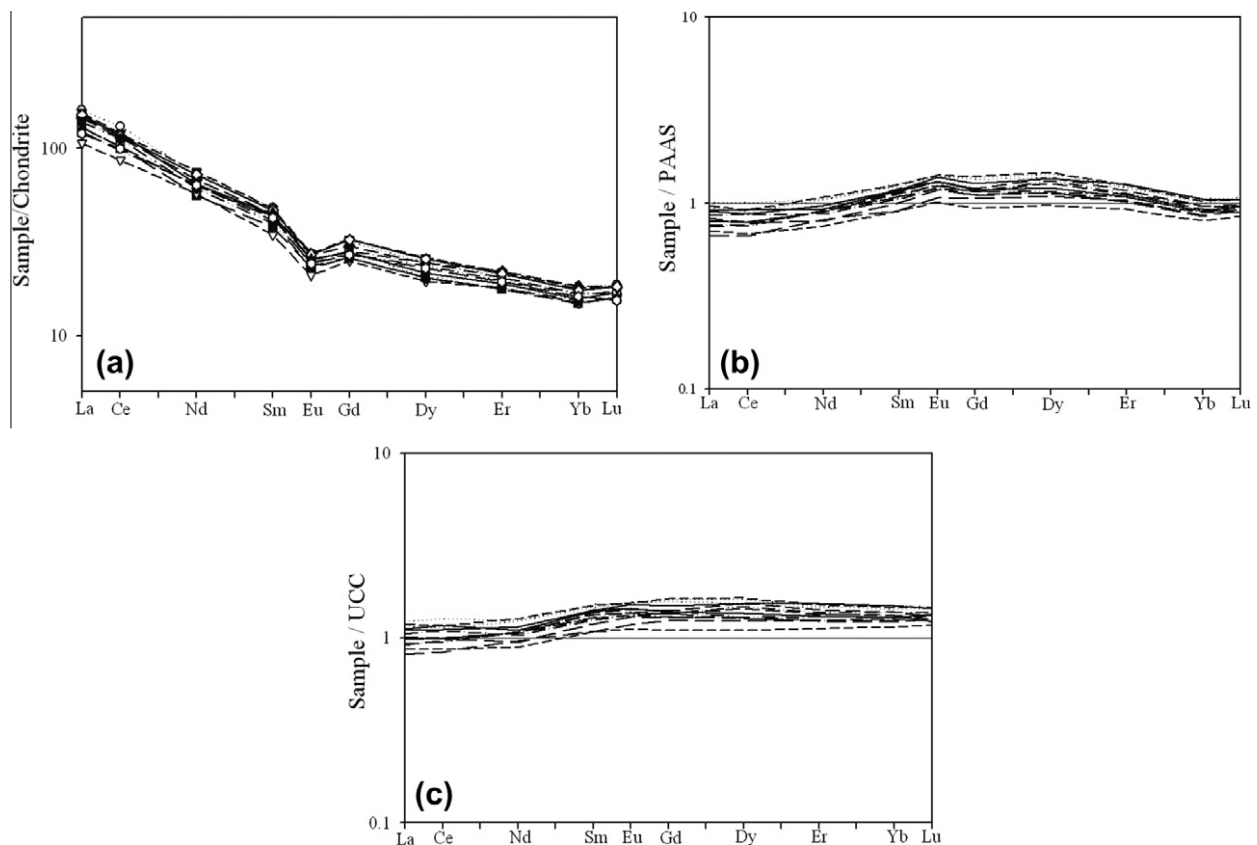 Sample/Chondrite
100
10
(a)
La Ce Nd Sm Eu Gd Dy Er Yb Lu
Sample / PAAS
10
1
0.1
(b)
La Ce Nd Sm Eu Gd Dy Er Yb Lu
Sample / UCC
10
1
0.1
(c)
La Ce Nd Sm Eu Gd Dy Er Yb Lu